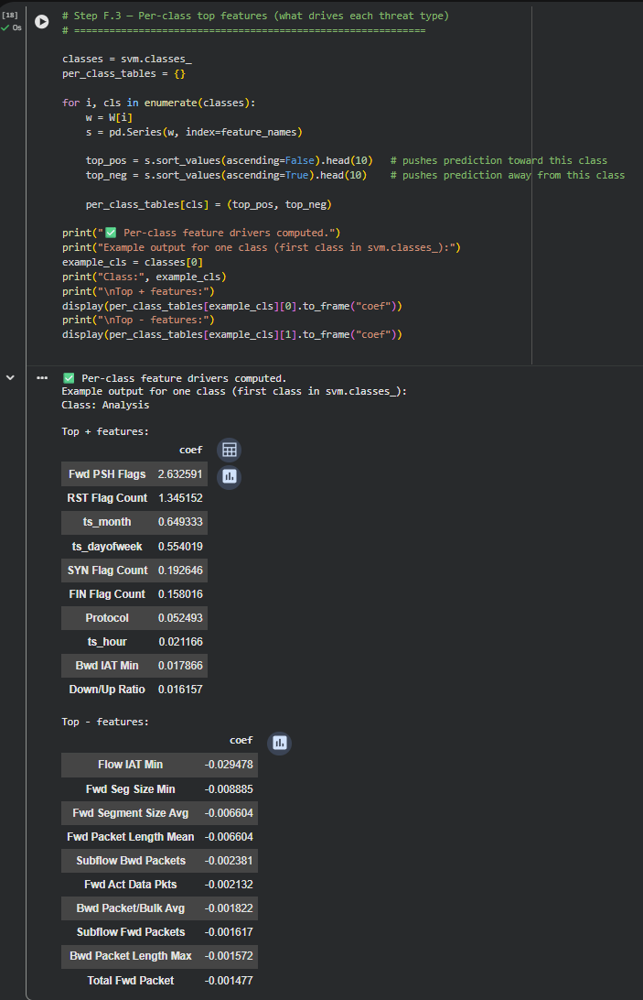 [18]
0s
# Step F.3 — Per-class top features (what drives each threat type)
# ============================================================
classes = svm.classes_
per_class_tables = {}
for i, cls in enumerate(classes):
    w = W[i]
    s = pd.Series(w, index=feature_names)
    top_pos = s.sort_values(ascending=False).head(10)   # pushes prediction toward this class
    top_neg = s.sort_values(ascending=True).head(10)    # pushes prediction away from this class
    per_class_tables[cls] = (top_pos, top_neg)
print("✅ Per-class feature drivers computed.")
print("Example output for one class (first class in svm.classes_):")
example_cls = classes[0]
print("Class:", example_cls)
print("\nTop + features:")
display(per_class_tables[example_cls][0].to_frame("coef"))
print("\nTop - features:")
display(per_class_tables[example_cls][1].to_frame("coef"))
✅ Per-class feature drivers computed.
Example output for one class (first class in svm.classes_):
Class: Analysis
Top + features:
coef
Fwd PSH Flags 2.632591
RST Flag Count 1.345152
ts_month 0.649333
ts_dayofweek 0.554019
SYN Flag Count 0.192646
FIN Flag Count 0.158016
Protocol 0.052493
ts_hour 0.021166
Bwd IAT Min 0.017866
Down/Up Ratio 0.016157
Top - features:
coef
Flow IAT Min -0.029478
Fwd Seg Size Min -0.008885
Fwd Segment Size Avg -0.006604
Fwd Packet Length Mean -0.006604
Subflow Bwd Packets -0.002381
Fwd Act Data Pkts -0.002132
Bwd Packet/Bulk Avg -0.001822
Subflow Fwd Packets -0.001617
Bwd Packet Length Max -0.001572
Total Fwd Packet -0.001477